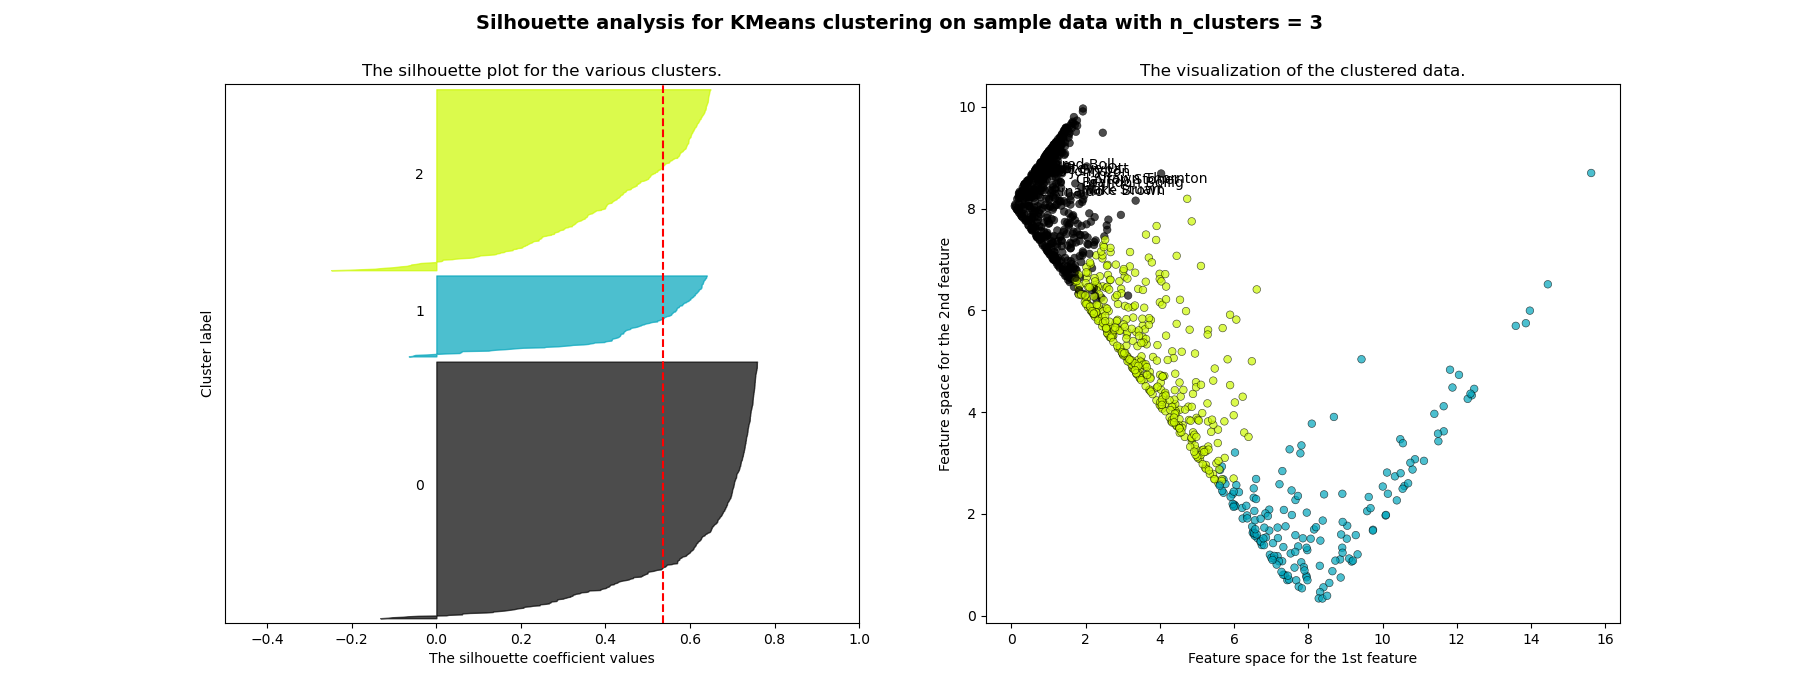 Silhouette analysis for KMeans clustering on sample data with n_clusters = 3
The silhouette plot for the various clusters.
2
1
0
Cluster label
−0.4 −0.2 0.0 0.2 0.4 0.6 0.8 1.0
The silhouette coefficient values
The visualization of the clustered data.
10
8
6
4
2
0
Thornton
Brown
Feature space for the 2nd feature
0 2 4 6 8 10 12 14 16
Feature space for the 1st feature